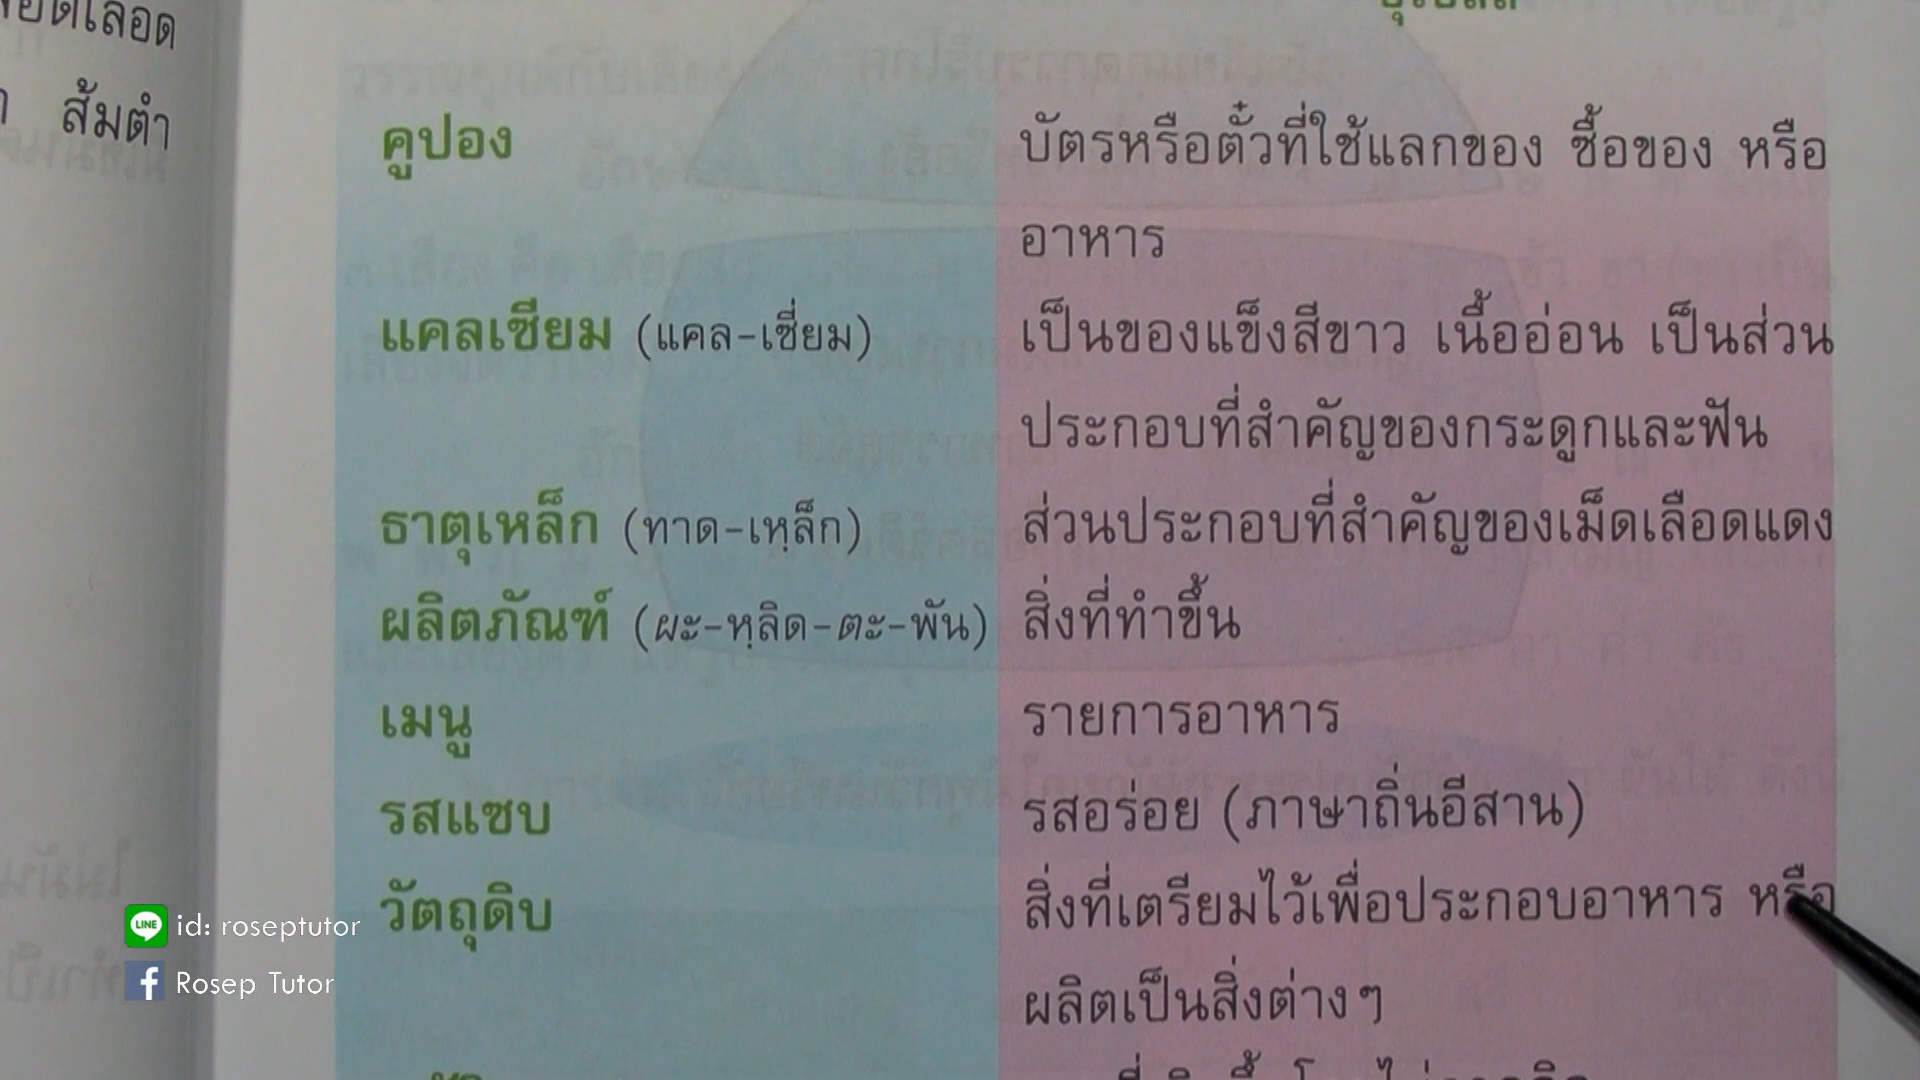 ส้มตำ
คูปอง บัตรหรือตั๋วที่ใช้แลกของ ซื้อของ หรือ
อาหาร
แคลเซียม (แคล-เซี่ยม) เป็นของแข็งสีขาว เนื้ออ่อน เป็นส่วน
ประกอบที่สำคัญของกระดูกและฟัน
ธาตุเหล็ก (ทาด-เหฺล็ก) ส่วนประกอบที่สำคัญของเม็ดเลือดแดง
ผลิตภัณฑ์ (ผะ-หฺลิด-ตะ-พัน) สิ่งที่ทำขึ้น
เมนู รายการอาหาร
รสแซบ รสอร่อย (ภาษาถิ่นอีสาน)
วัตถุดิบ สิ่งที่เตรียมไว้เพื่อประกอบอาหาร หรือ
ผลิตเป็นสิ่งต่างๆ
LINE id: roseptutor
f Rosep Tutor